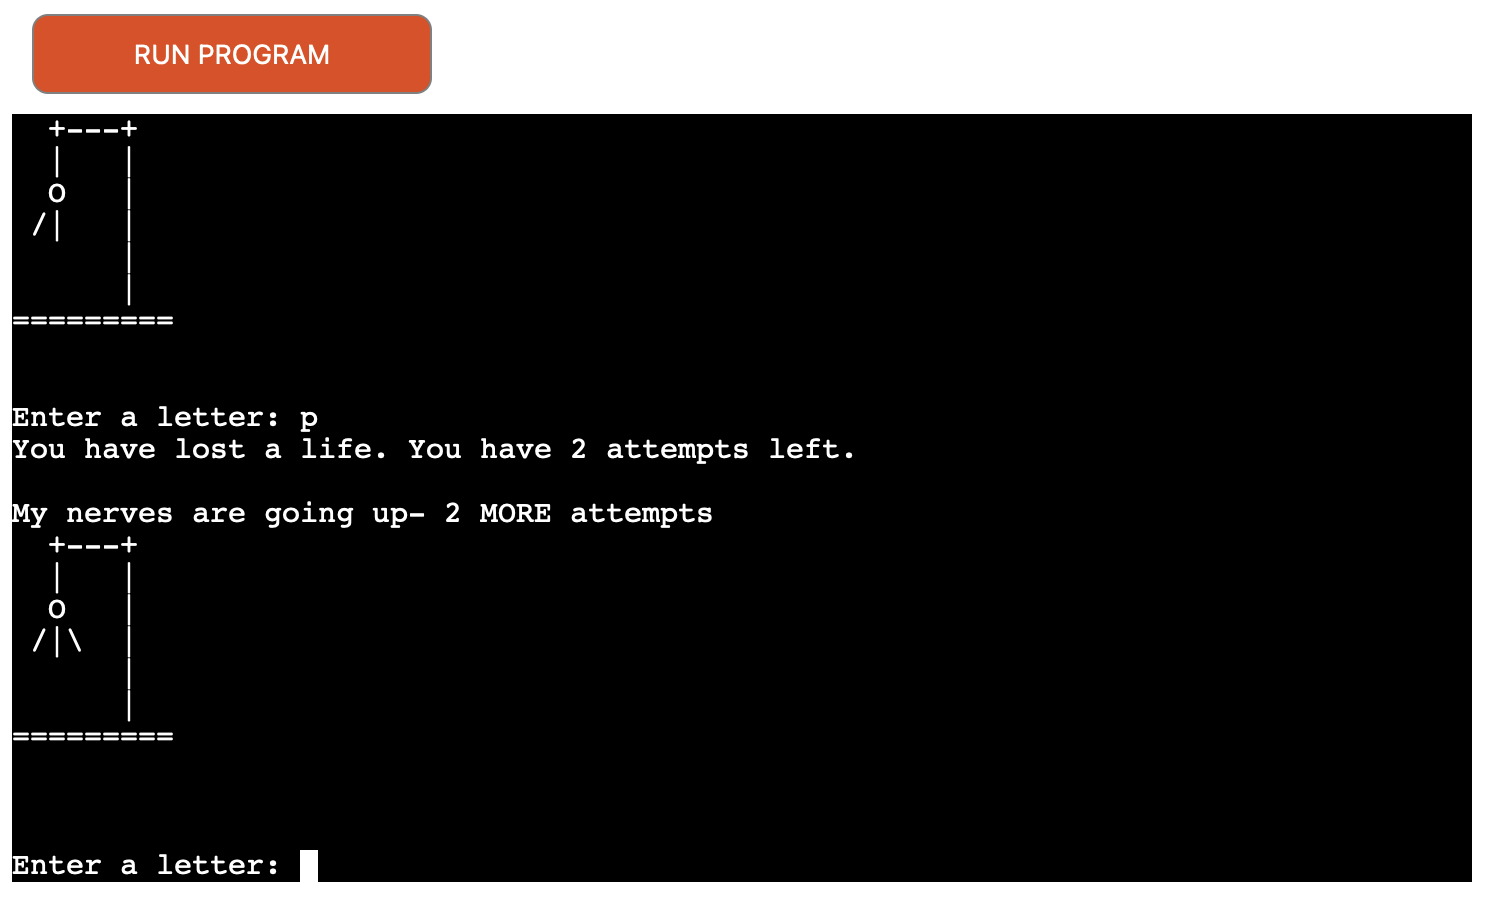 RUN PROGRAM
  +---+
  |   |
  o   |
 /|   |
      |
      |
=========
Enter a letter: p
You have lost a life. You have 2 attempts left.
My nerves are going up- 2 MORE attempts
  +---+
  |   |
  o   |
 /|\  |
      |
      |
=========
Enter a letter: